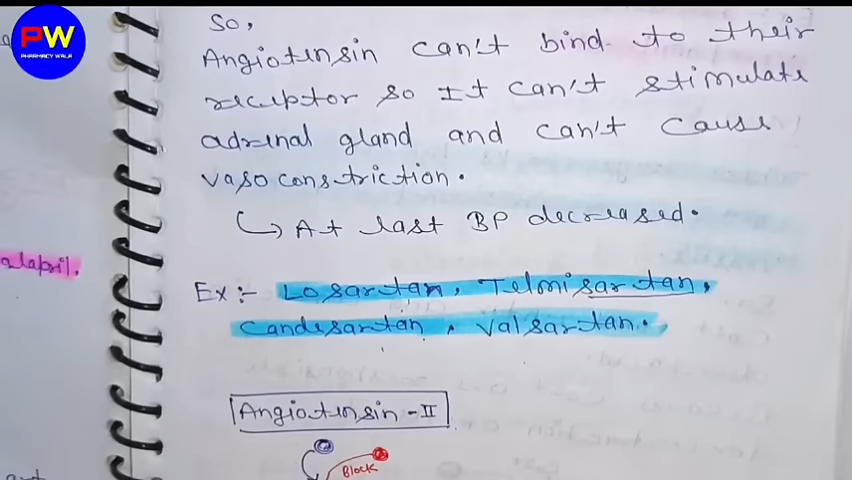 PW
PHARMACY WALA
So,
Angiotensin can't bind to their
receptor so It can't stimulate
adrenal gland and can't cause
vaso constriction.
↳ At last BP decreased.
alapril.
Ex:- Losartan, Telmisartan,
Candesartan, Valsartan.
Angiotensin-II
Block